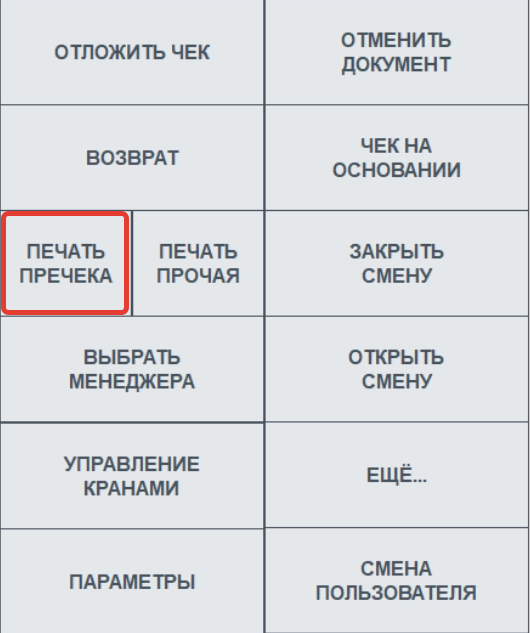 ОТЛОЖИТЬ ЧЕК
ОТМЕНИТЬ
ДОКУМЕНТ
ВОЗВРАТ
ЧЕК НА
ОСНОВАНИИ
ПЕЧАТЬ
ПРЕЧЕКА
ПЕЧАТЬ
ПРОЧАЯ
ЗАКРЫТЬ
СМЕНУ
ВЫБРАТЬ
МЕНЕДЖЕРА
ОТКРЫТЬ
СМЕНУ
УПРАВЛЕНИЕ
КРАНАМИ
ЕЩЁ...
ПАРАМЕТРЫ
СМЕНА
ПОЛЬЗОВАТЕЛЯ